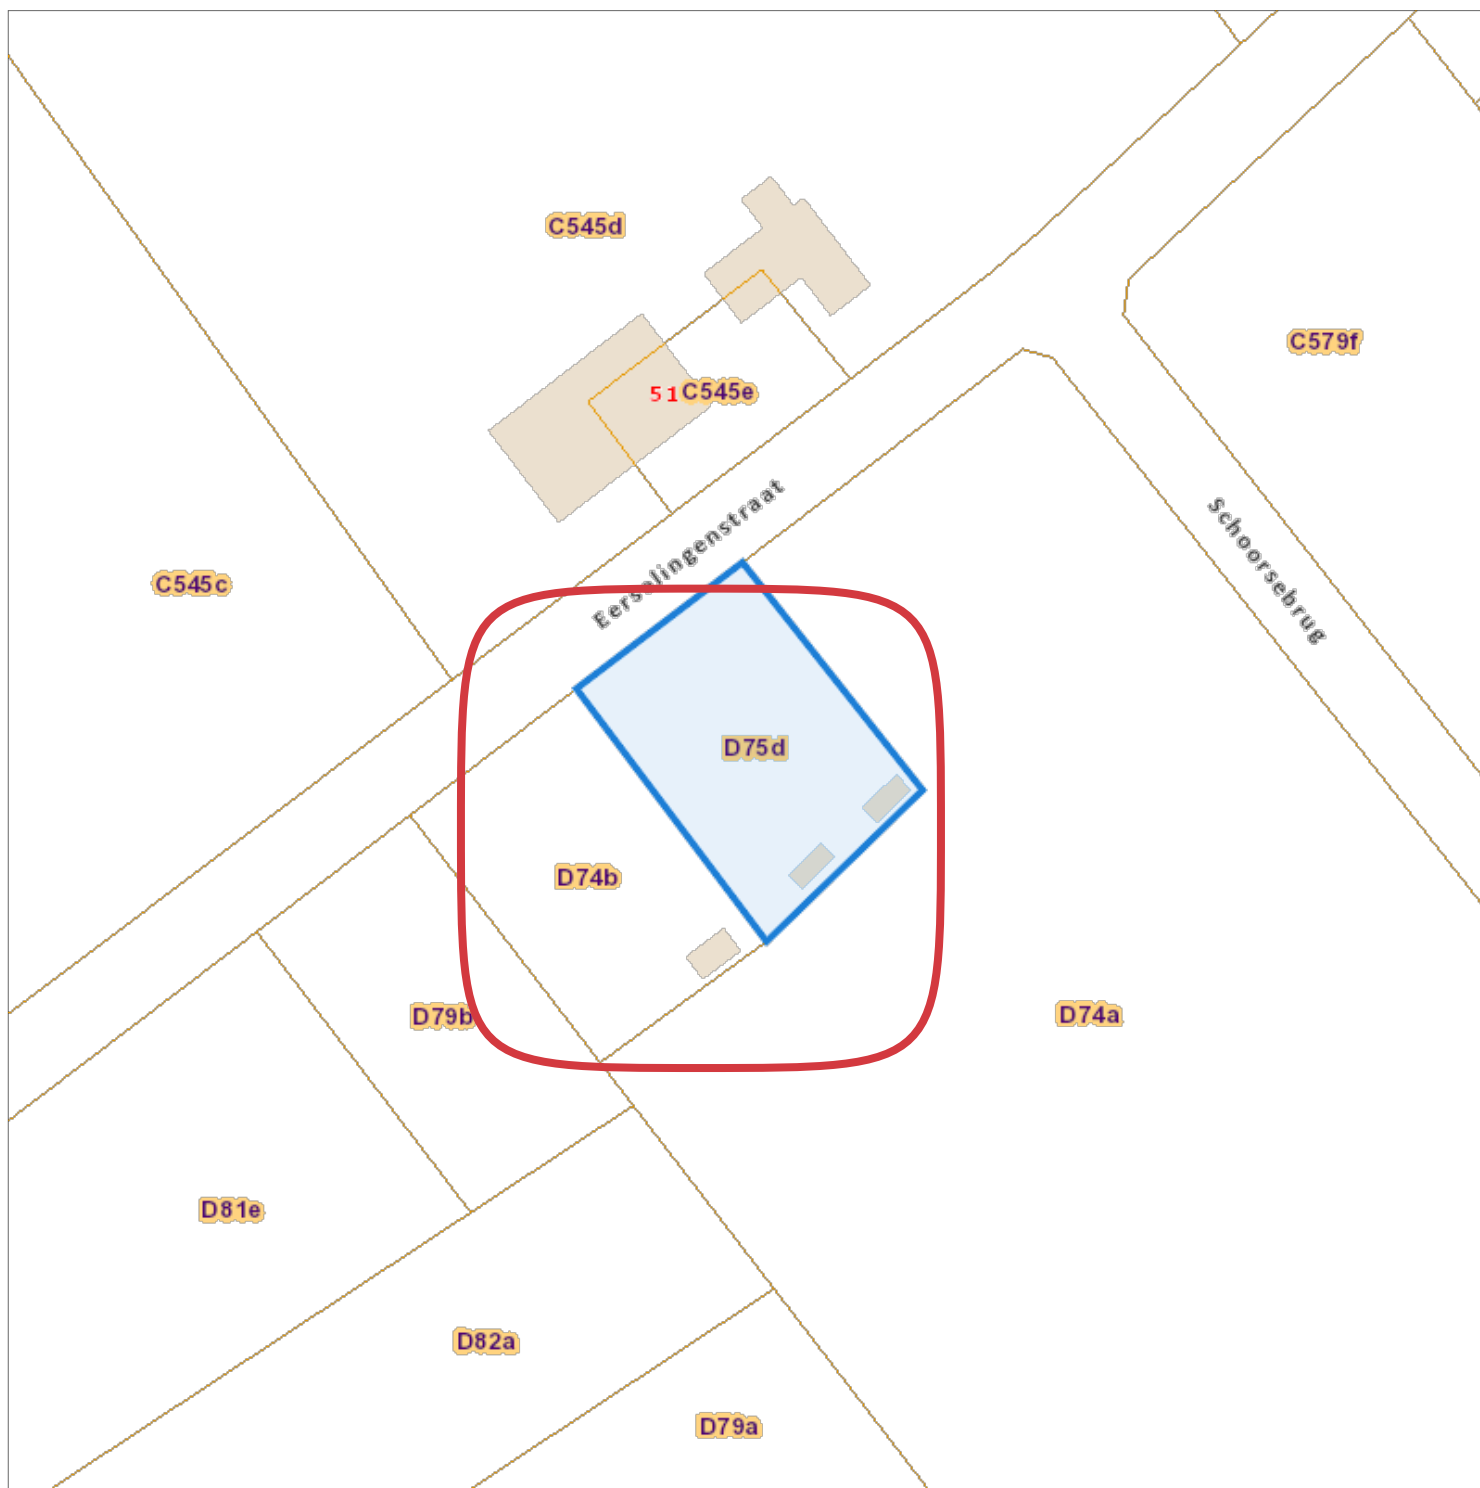 C545d
C579f
51
C545e
Eerselingenstraat
Schoorsebrug
C545c
D75d
D74b
D79b
D74a
D81e
D82a
D79a